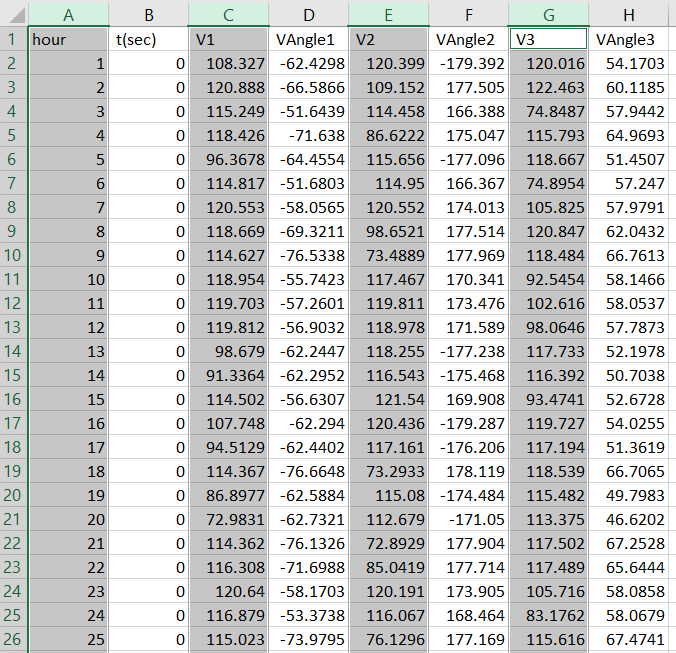 A B C D E F G H
1 hour t(sec) V1 VAngle1 V2 VAngle2 V3 VAngle3
2 1 0 108.327 -62.4298 120.399 -179.392 120.016 54.1703
3 2 0 120.888 -66.5866 109.152 177.505 122.463 60.1185
4 3 0 115.249 -51.6439 114.458 166.388 74.8487 57.9442
5 4 0 118.426 -71.638 86.6222 175.047 115.793 64.9693
6 5 0 96.3678 -64.4554 115.656 -177.096 118.667 51.4507
7 6 0 114.817 -51.6803 114.95 166.367 74.8954 57.247
8 7 0 120.553 -58.0565 120.552 174.013 105.825 57.9791
9 8 0 118.669 -69.3211 98.6521 177.514 120.847 62.0432
10 9 0 114.627 -76.5338 73.4889 177.969 118.484 66.7613
11 10 0 118.954 -55.7423 117.467 170.341 92.5454 58.1466
12 11 0 119.703 -57.2601 119.811 173.476 102.616 58.0537
13 12 0 119.812 -56.9032 118.978 171.589 98.0646 57.7873
14 13 0 98.679 -62.2447 118.255 -177.238 117.733 52.1978
15 14 0 91.3364 -62.2952 116.543 -175.468 116.392 50.7038
16 15 0 114.502 -56.6307 121.54 169.908 93.4741 52.6728
17 16 0 107.748 -62.294 120.436 -179.287 119.727 54.0255
18 17 0 94.5129 -62.4402 117.161 -176.206 117.194 51.3619
19 18 0 114.367 -76.6648 73.2933 178.119 118.539 66.7065
20 19 0 86.8977 -62.5884 115.08 -174.484 115.482 49.7983
21 20 0 72.9831 -62.7321 112.679 -171.05 113.375 46.6202
22 21 0 114.362 -76.1326 72.8929 177.904 117.502 67.2528
23 22 0 116.308 -71.6988 85.0419 177.714 117.489 65.6444
24 23 0 120.64 -58.1703 120.191 173.905 105.716 58.0858
25 24 0 116.879 -53.3738 116.067 168.464 83.1762 58.0679
26 25 0 115.023 -73.9795 76.1296 177.169 115.616 67.4741